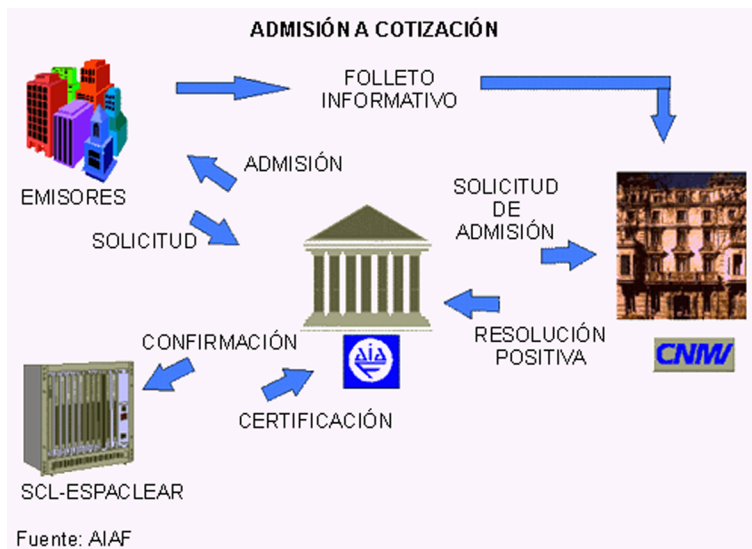 ADMISIÓN A COTIZACIÓN
FOLLETO
INFORMATIVO
EMISORES
ADMISIÓN
SOLICITUD
SOLICITUD
DE
ADMISIÓN
RESOLUCIÓN
POSITIVA
CNMV
CONFIRMACIÓN
AIA
CERTIFICACIÓN
SCL-ESPACLEAR
Fuente: AIAF